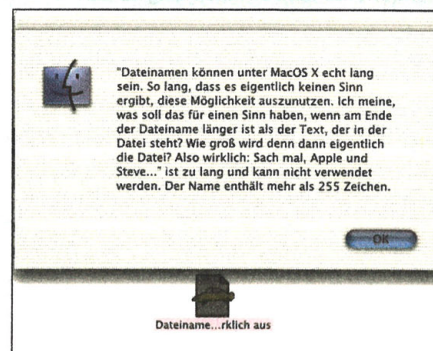 "Dateinamen können unter MacOS X echt lang
sein. So lang, dass es eigentlich keinen Sinn
ergibt, diese Möglichkeit auszunutzen. Ich meine,
was soll das für einen Sinn haben, wenn am Ende
der Dateiname länger ist als der Text, der in der
Datei steht? Wie groß wird denn dann eigentlich
die Datei? Also wirklich: Sach mal, Apple und
Steve..." ist zu lang und kann nicht verwendet
werden. Der Name enthält mehr als 255 Zeichen.
OK
Dateiname...rklich aus